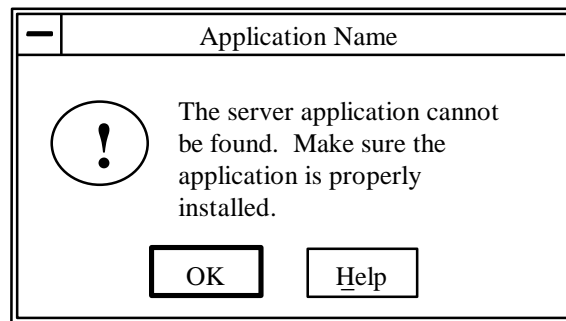 Application Name
!
The server application cannot
be found.  Make sure the
application is properly
installed.
OK
Help